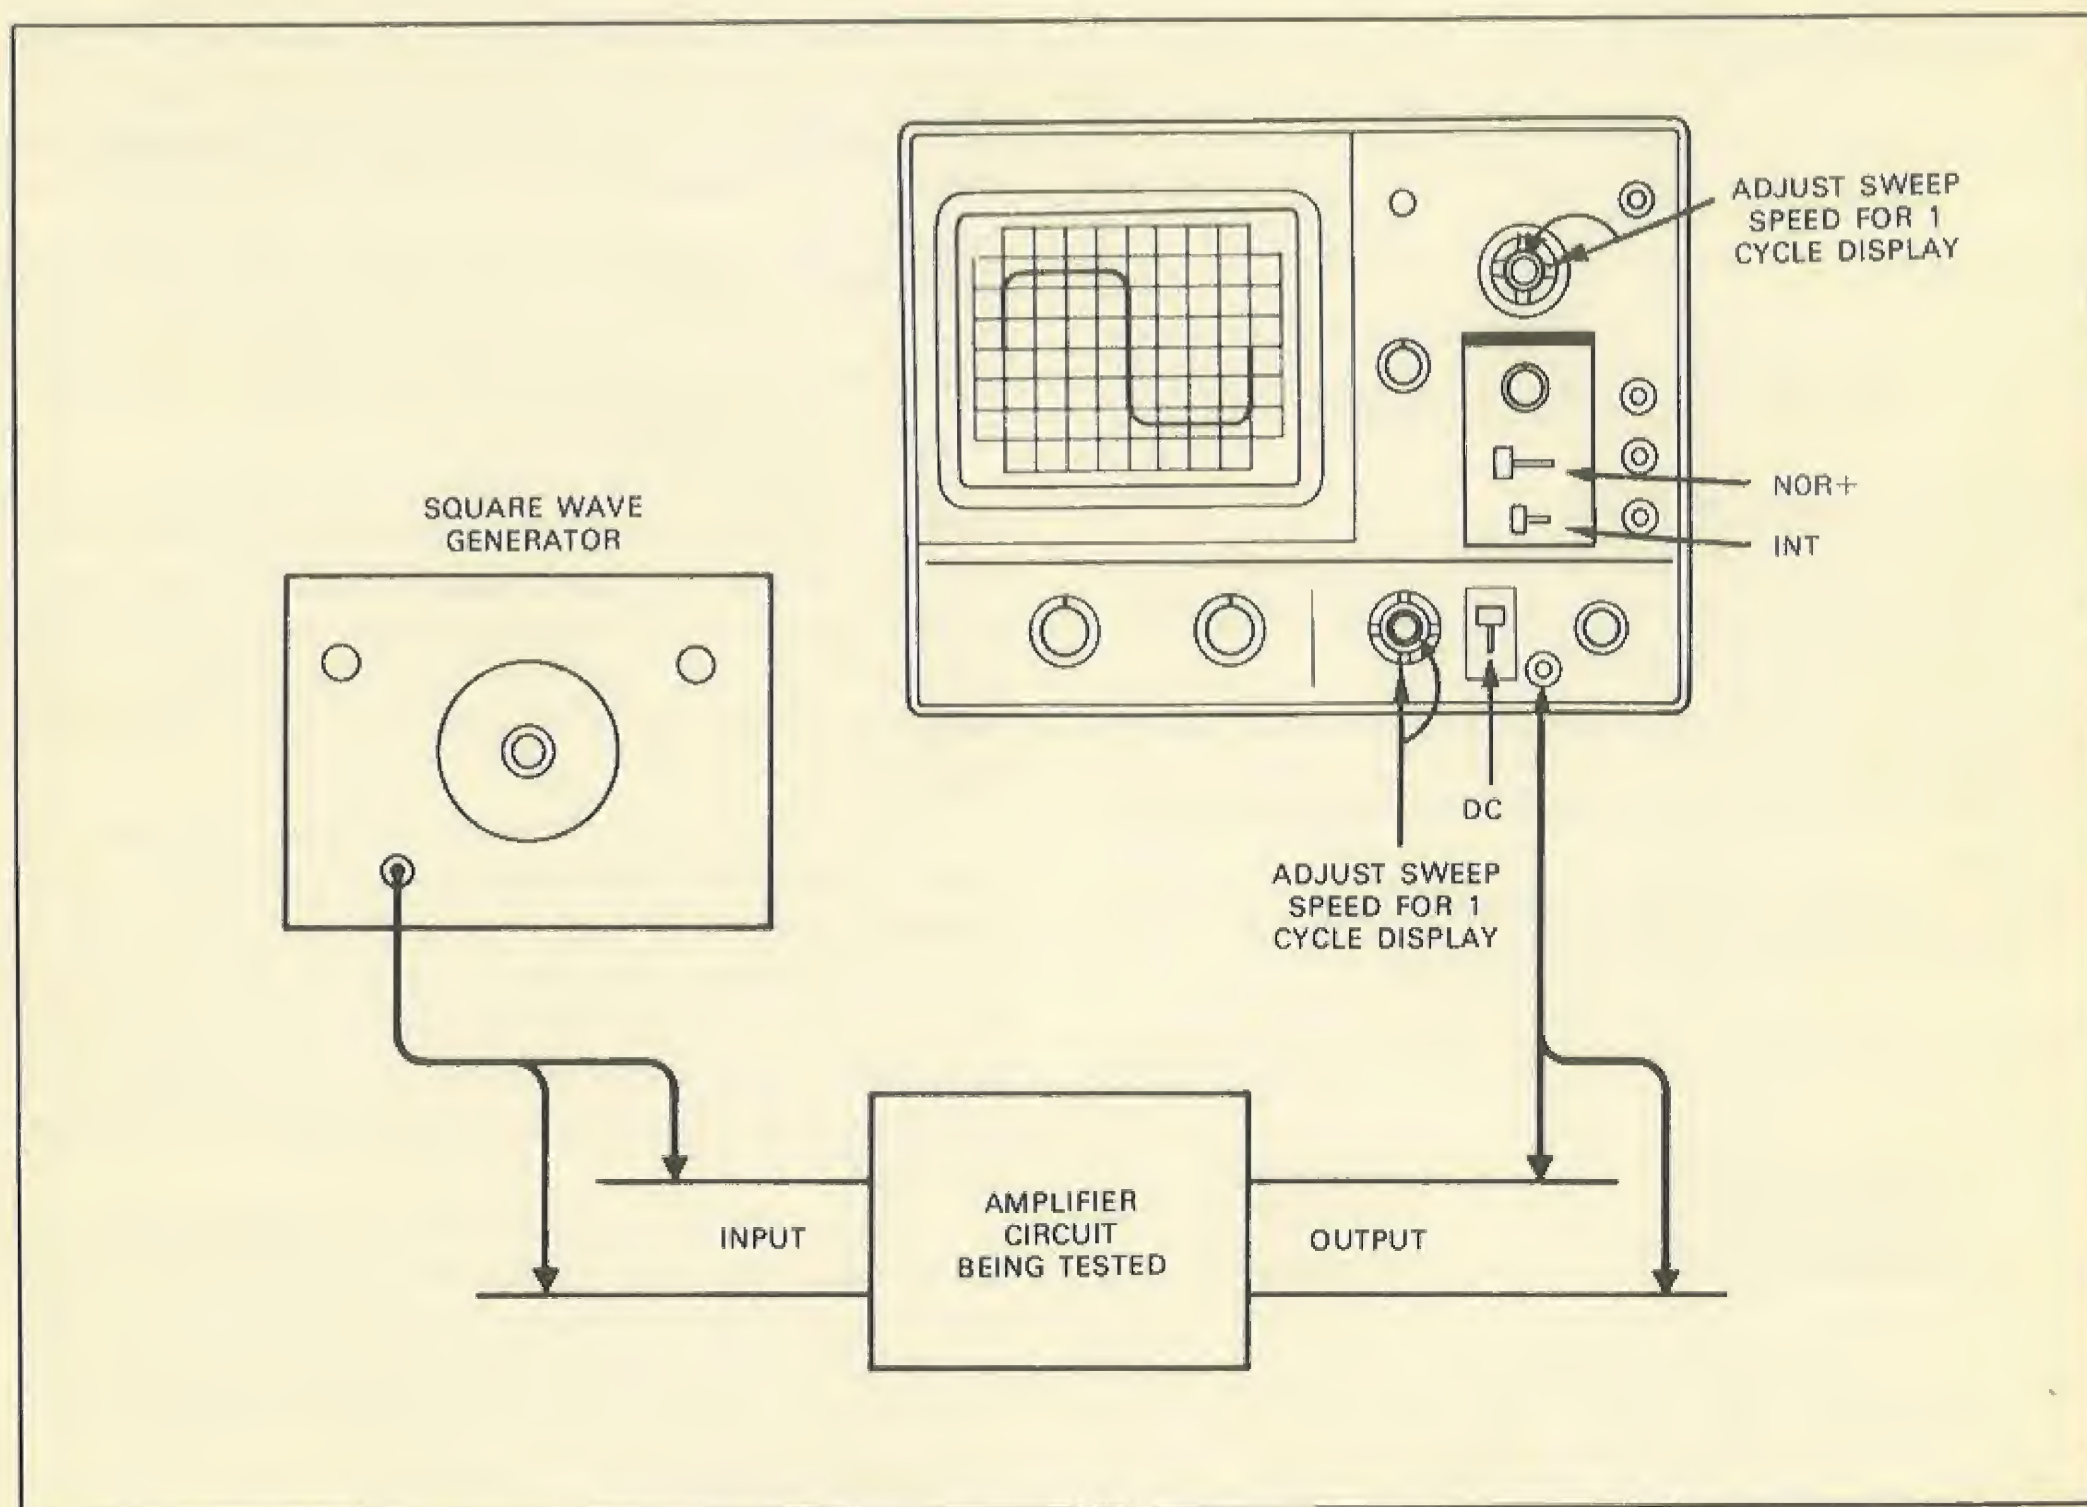 ADJUST SWEEP
SPEED FOR 1
CYCLE DISPLAY
NOR+
INT
SQUARE WAVE
GENERATOR
DC
ADJUST SWEEP
SPEED FOR 1
CYCLE DISPLAY
INPUT
AMPLIFIER
CIRCUIT
BEING TESTED
OUTPUT